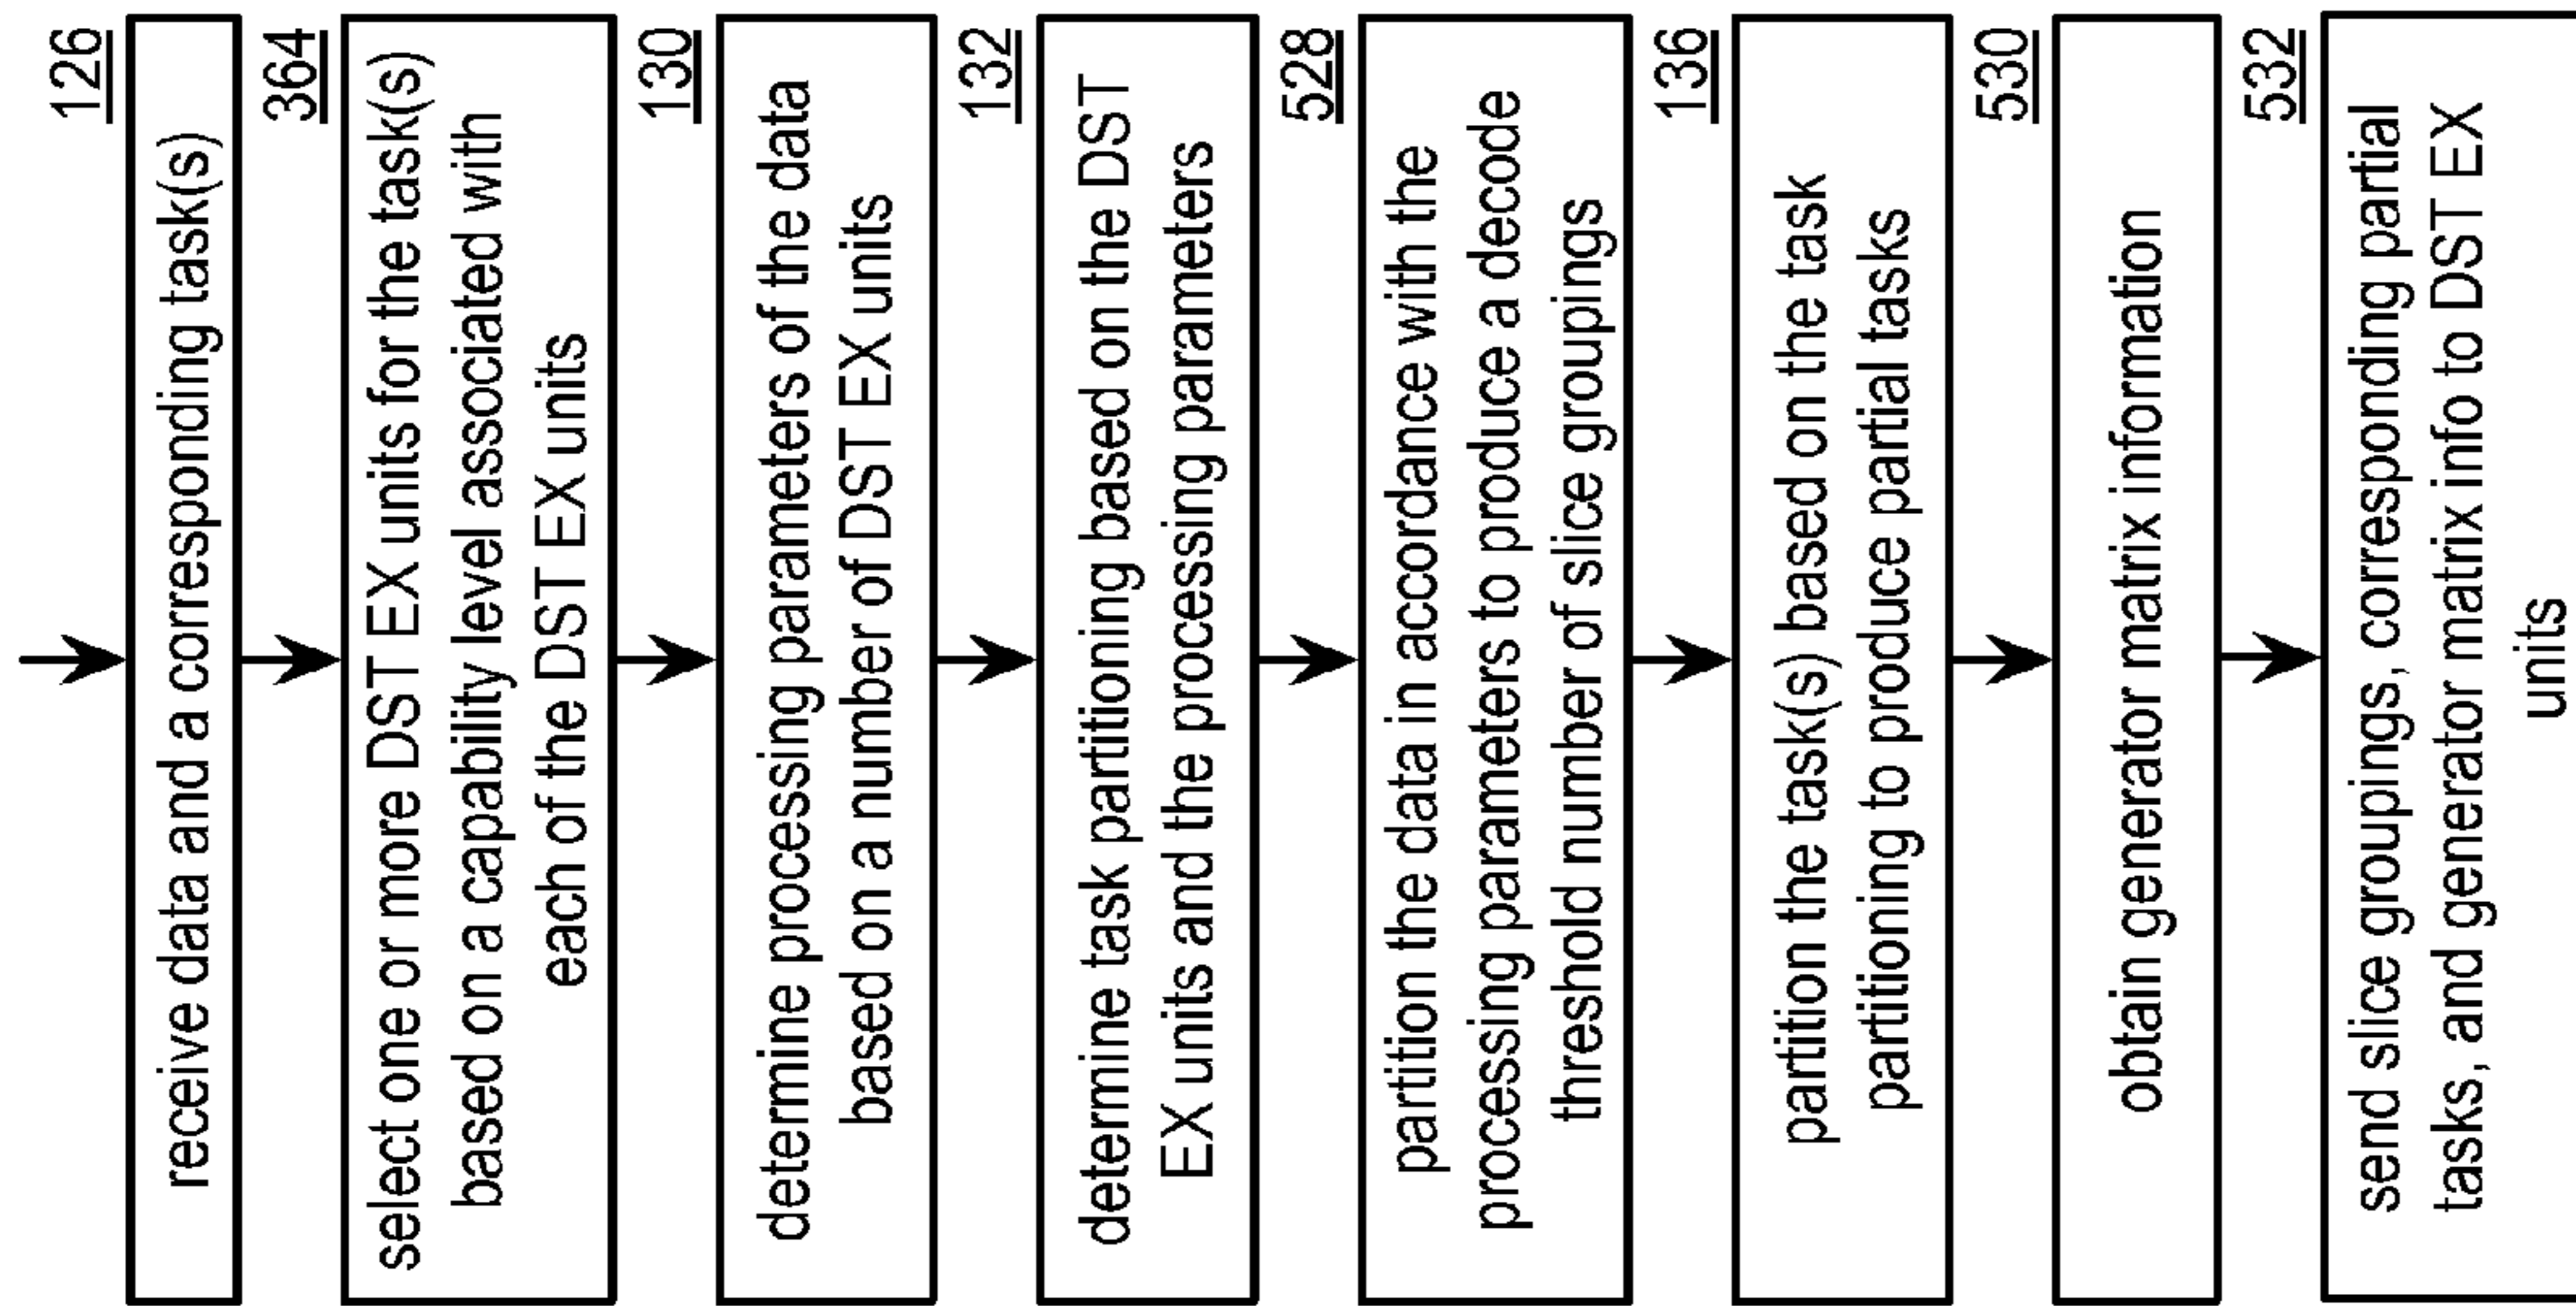 126
receive data and a corresponding task(s)
364
select one or more DST EX units for the task(s)
based on a capability level associated with
each of the DST EX units
130
determine processing parameters of the data
based on a number of DST EX units
132
determine task partitioning based on the DST
EX units and the processing parameters
528
partition the data in accordance with the
processing parameters to produce a decode
threshold number of slice groupings
136
partition the task(s) based on the task
partitioning to produce partial tasks
530
obtain generator matrix information
532
send slice groupings, corresponding partial
tasks, and generator matrix info to DST EX
units